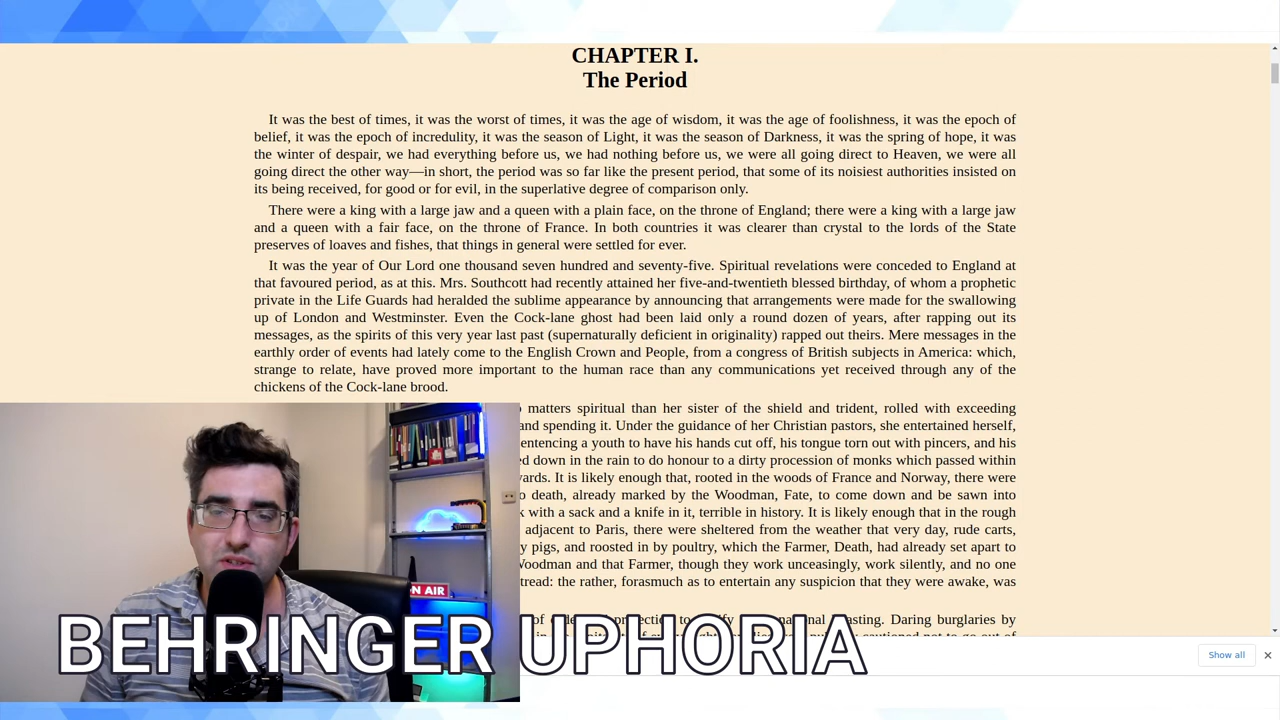 CHAPTER I.
The Period
It was the best of times, it was the worst of times, it was the age of wisdom, it was the age of foolishness, it was the epoch of
belief, it was the epoch of incredulity, it was the season of Light, it was the season of Darkness, it was the spring of hope, it was
the winter of despair, we had everything before us, we had nothing before us, we were all going direct to Heaven, we were all
going direct the other way—in short, the period was so far like the present period, that some of its noisiest authorities insisted on
its being received, for good or for evil, in the superlative degree of comparison only.
There were a king with a large jaw and a queen with a plain face, on the throne of England; there were a king with a large jaw
and a queen with a fair face, on the throne of France. In both countries it was clearer than crystal to the lords of the State
preserves of loaves and fishes, that things in general were settled for ever.
It was the year of Our Lord one thousand seven hundred and seventy-five. Spiritual revelations were conceded to England at
that favoured period, as at this. Mrs. Southcott had recently attained her five-and-twentieth blessed birthday, of whom a prophetic
private in the Life Guards had heralded the sublime appearance by announcing that arrangements were made for the swallowing
up of London and Westminster. Even the Cock-lane ghost had been laid only a round dozen of years, after rapping out its
messages, as the spirits of this very year last past (supernaturally deficient in originality) rapped out theirs. Mere messages in the
earthly order of events had lately come to the English Crown and People, from a congress of British subjects in America: which,
strange to relate, have proved more important to the human race than any communications yet received through any of the
chickens of the Cock-lane brood.
matters spiritual than her sister of the shield and trident, rolled with exceeding
and spending it. Under the guidance of her Christian pastors, she entertained herself,
entencing a youth to have his hands cut off, his tongue torn out with pincers, and his
ed down in the rain to do honour to a dirty procession of monks which passed within
ards. It is likely enough that, rooted in the woods of France and Norway, there were
o death, already marked by the Woodman, Fate, to come down and be sawn into
k with a sack and a knife in it, terrible in history. It is likely enough that in the rough
adjacent to Paris, there were sheltered from the weather that very day, rude carts,
y pigs, and roosted in by poultry, which the Farmer, Death, had already set apart to
Woodman and that Farmer, though they work unceasingly, work silently, and no one
tread: the rather, forasmuch as to entertain any suspicion that they were awake, was
ON AIR
of asting. Daring burglaries by
BEHRINGER UPHORIA
Show all